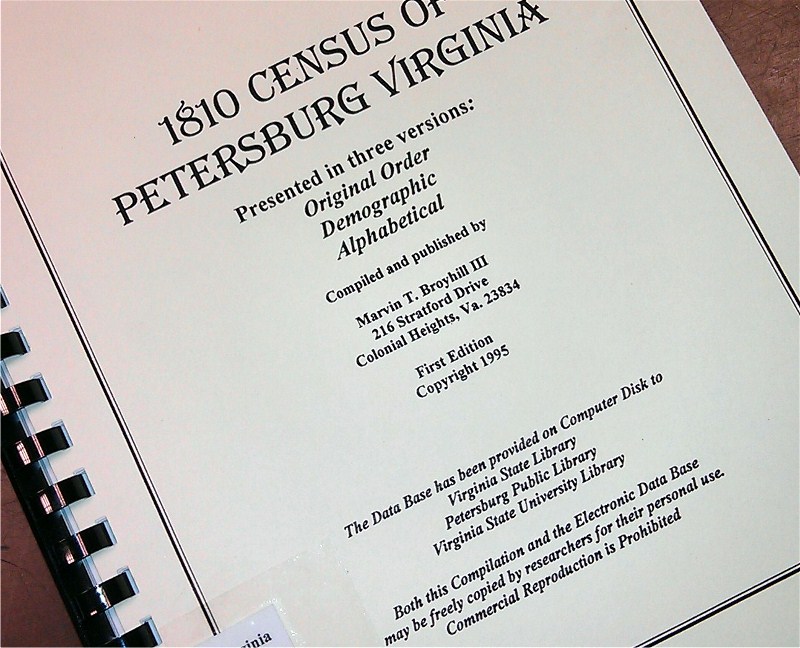 1810 CENSUS OF
PETERSBURG VIRGINIA
Presented in three versions:
Original Order
Demographic
Alphabetical
Compiled and published by
Marvin T. Broyhill III
216 Stratford Drive
Colonial Heights, Va. 23834
First Edition
Copyright 1995
The Data Base has been provided on Computer Disk to
Virginia State Library
Petersburg Public Library
Virginia State University Library
Both this Compilation and the Electronic Data Base
may be freely copied by researchers for their personal use.
Commercial Reproduction is Prohibited
ginia